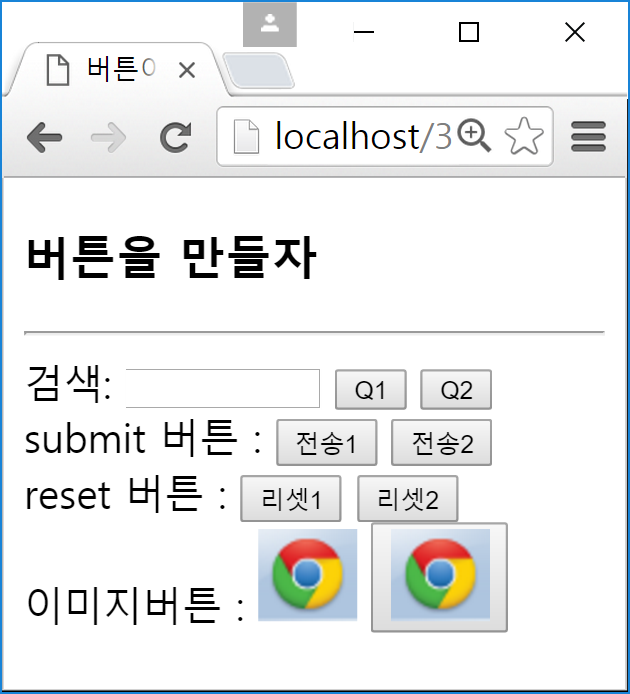 버튼이
localhost/3
버튼을 만들자
검색: Q1 Q2
submit 버튼 : 전송1 전송2
reset 버튼 : 리셋1 리셋2
이미지버튼 :